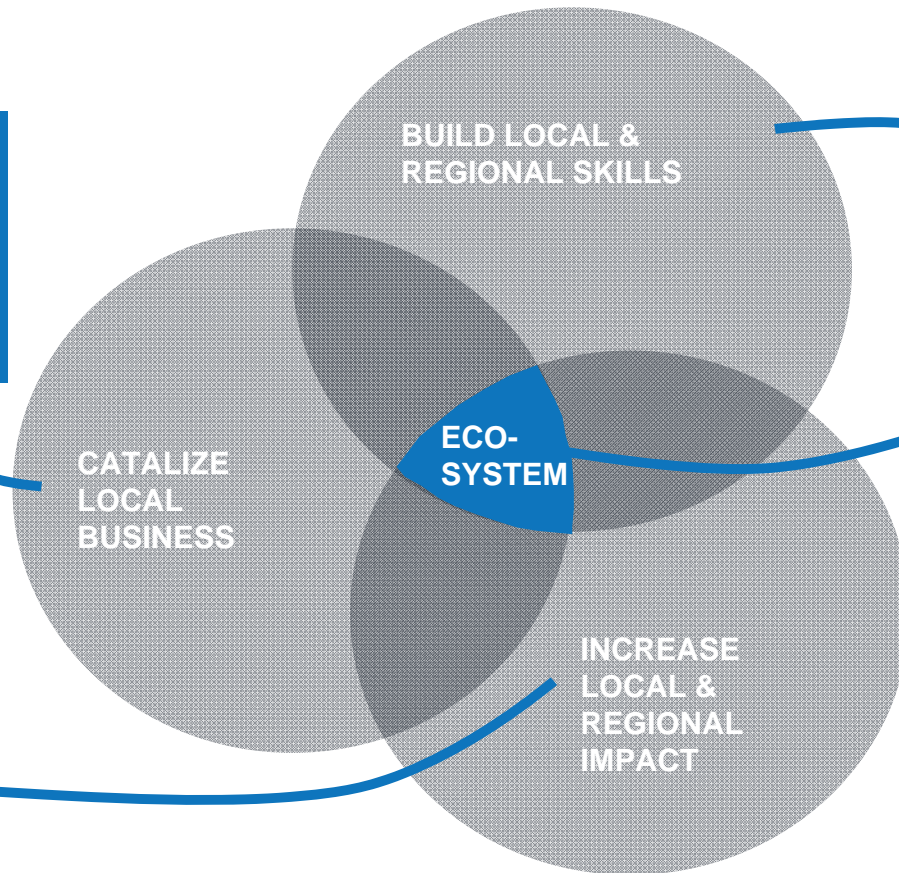 BUILD LOCAL &
REGIONAL SKILLS
ECO-
SYSTEM
CATALIZE
LOCAL
BUSINESS
INCREASE
LOCAL &
REGIONAL
IMPACT